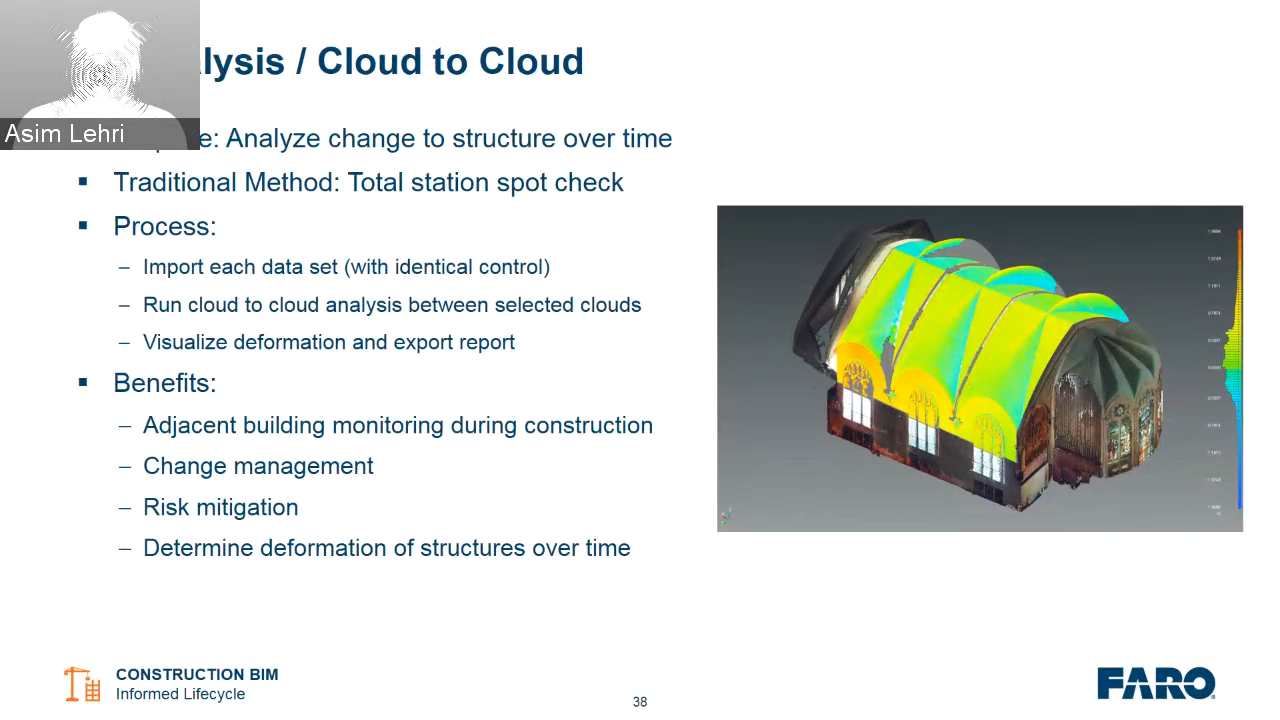 lysis / Cloud to Cloud
Asim Lehri
e: Analyze change to structure over time
▪ Traditional Method: Total station spot check
▪ Process:
– Import each data set (with identical control)
– Run cloud to cloud analysis between selected clouds
– Visualize deformation and export report
▪ Benefits:
– Adjacent building monitoring during construction
– Change management
– Risk mitigation
– Determine deformation of structures over time
CONSTRUCTION BIM
Informed Lifecycle
38
FARO